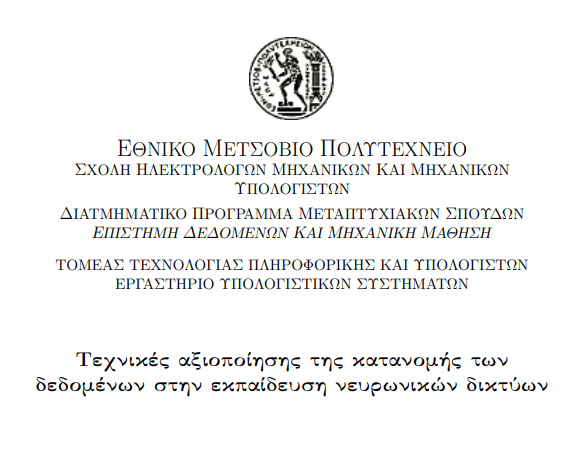 Εθνικο Μετσοβιο Πολυτεχνειο
Σχολη Ηλεκτρολογων Μηχανικων Και Μηχανικων
Υπολογιστων
Διατμηματικο Προγραμμα Μεταπτυχιακων Σπουδων
Επιστημη Δεδομενων Και Μηχανικη Μαθηση
ΤΟΜΕΑΣ ΤΕΧΝΟΛΟΓΙΑΣ ΠΛΗΡΟΦΟΡΙΚΗΣ ΚΑΙ ΥΠΟΛΟΓΙΣΤΩΝ
ΕΡΓΑΣΤΗΡΙΟ ΥΠΟΛΟΓΙΣΤΙΚΩΝ ΣΥΣΤΗΜΑΤΩΝ
Τεχνικές αξιοποίησης της κατανομής των
δεδομένων στην εκπαίδευση νευρωνικών δικτύων